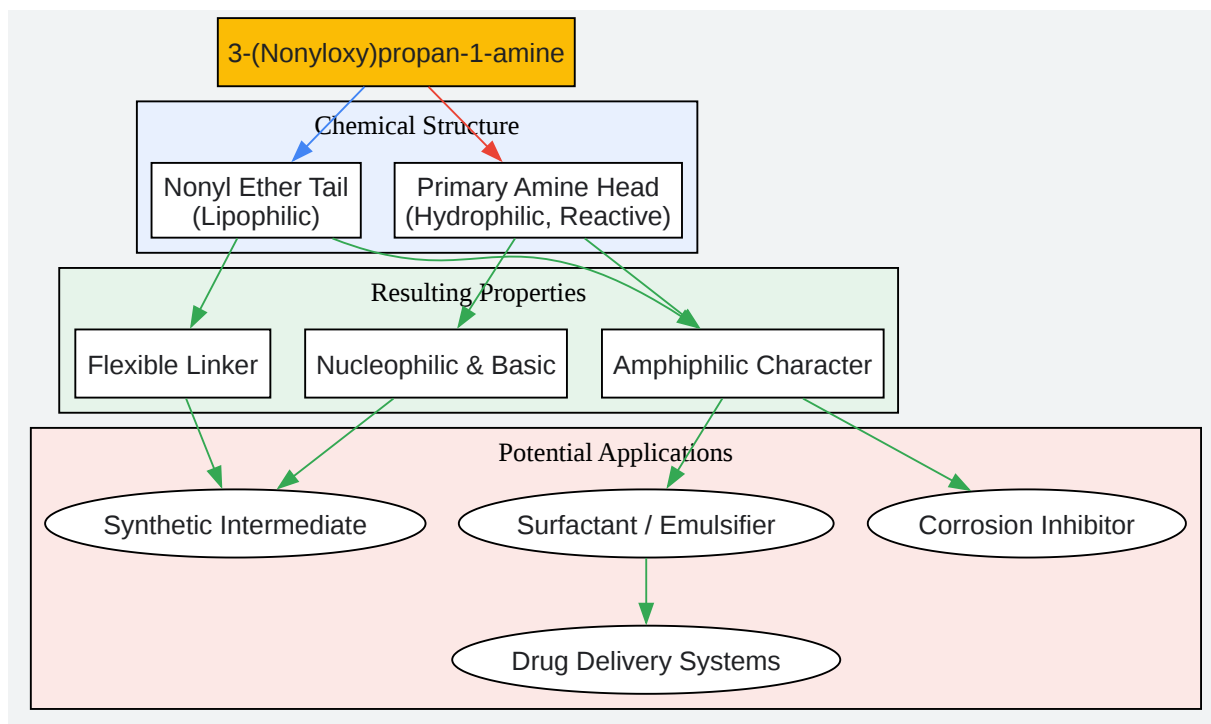 3-(Nonyloxy)propan-1-amine
Chemical Structure
Nonyl Ether Tail
(Lipophilic)
Primary Amine Head
(Hydrophilic, Reactive)
Resulting Properties
Flexible Linker
Nucleophilic & Basic
Amphiphilic Character
Potential Applications
Synthetic Intermediate
Surfactant / Emulsifier
Corrosion Inhibitor
Drug Delivery Systems